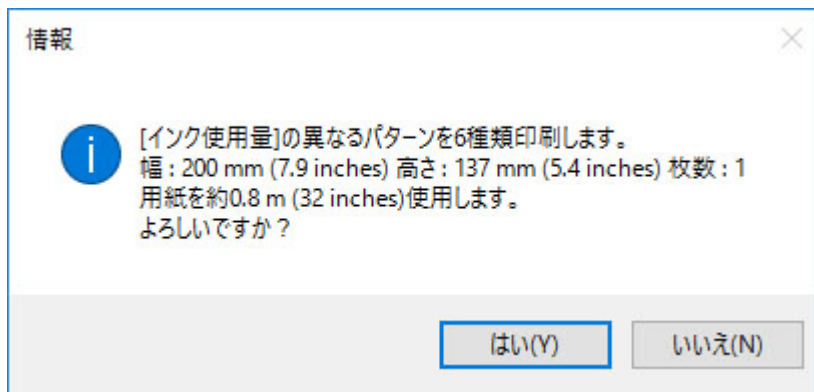 情報
[インク使用量]の異なるパターンを6種類印刷します。
幅 : 200 mm (7.9 inches) 高さ : 137 mm (5.4 inches) 枚数 : 1
用紙を約0.8 m (32 inches)使用します。
よろしいですか？
はい(Y)
いいえ(N)